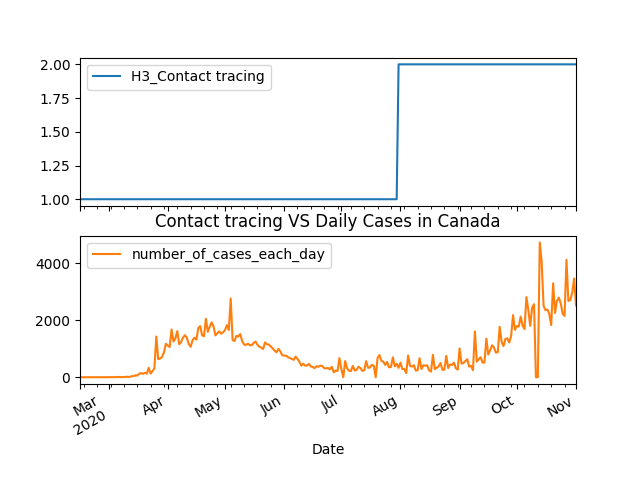 2.00
H3_Contact tracing
1.75
1.50
1.25
1.00
Contact tracing VS Daily Cases in Canada
number_of_cases_each_day
4000
2000
0
Mar Apr May Jun Jul Aug Sep Oct Nov
2020
Date